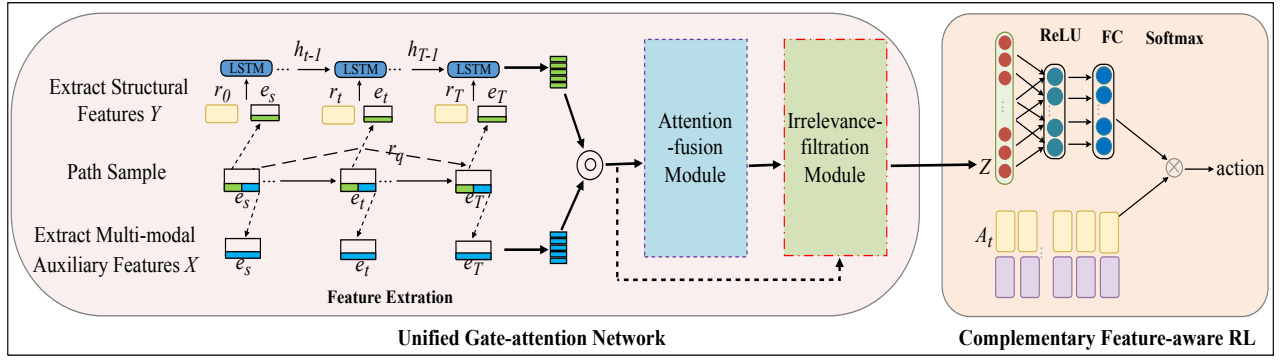 h_{t-1} h_{T-1}
LSTM ... LSTM ... LSTM
Extract Structural
Features Y
r_0 e_s r_t e_t r_T e_T
Path Sample
r_q
e_s e_t e_T
Extract Multi-modal
Auxiliary Features X
e_s e_t e_T
Feature Extration
Attention
-fusion
Module
Irrelevance-
filtration
Module
Unified Gate-attention Network
ReLU FC Softmax
Z
action
A_t
Complementary Feature-aware RL